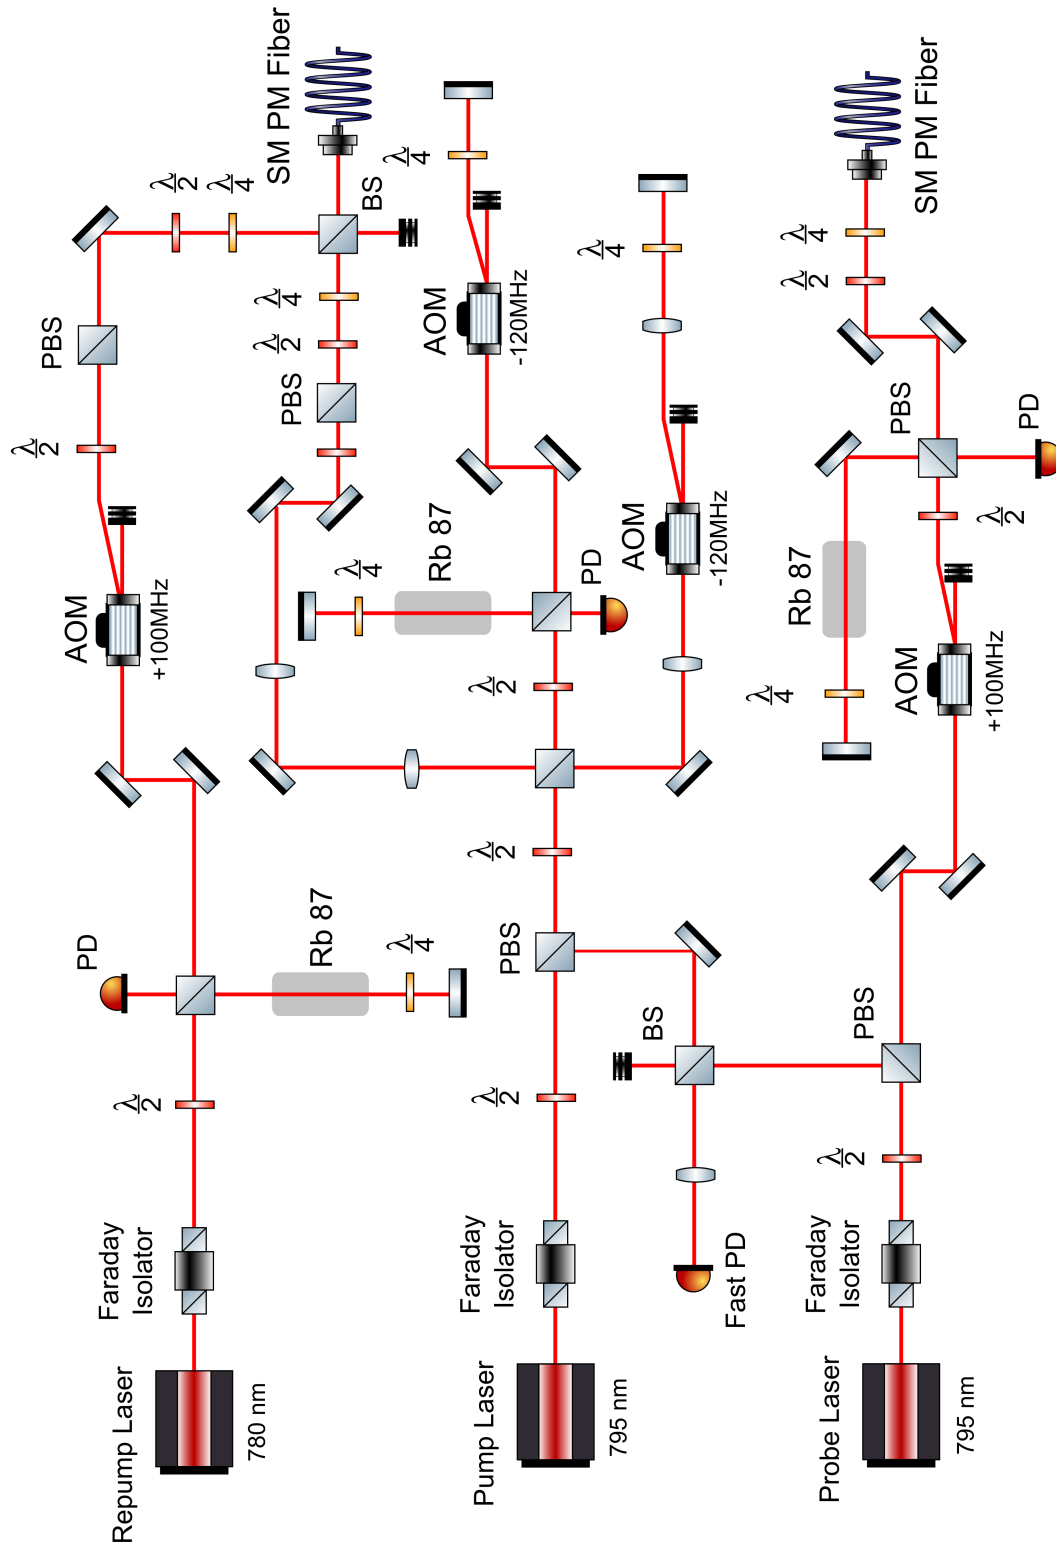 Repump Laser
780 nm
Faraday
Isolator
λ/2
PD
Rb 87
λ/4
AOM
+100MHz
λ/2
PBS
λ/2
λ/4
SM PM Fiber
BS
λ/4
λ/2
PBS
Pump Laser
795 nm
Faraday
Isolator
λ/2
PBS
λ/2
λ/2
λ/4
Rb 87
PD
AOM
-120MHz
λ/4
AOM
-120MHz
λ/4
BS
Fast PD
Probe Laser
795 nm
Faraday
Isolator
λ/2
PBS
AOM
+100MHz
λ/4
Rb 87
λ/2
PBS
PD
λ/2
λ/4
SM PM Fiber